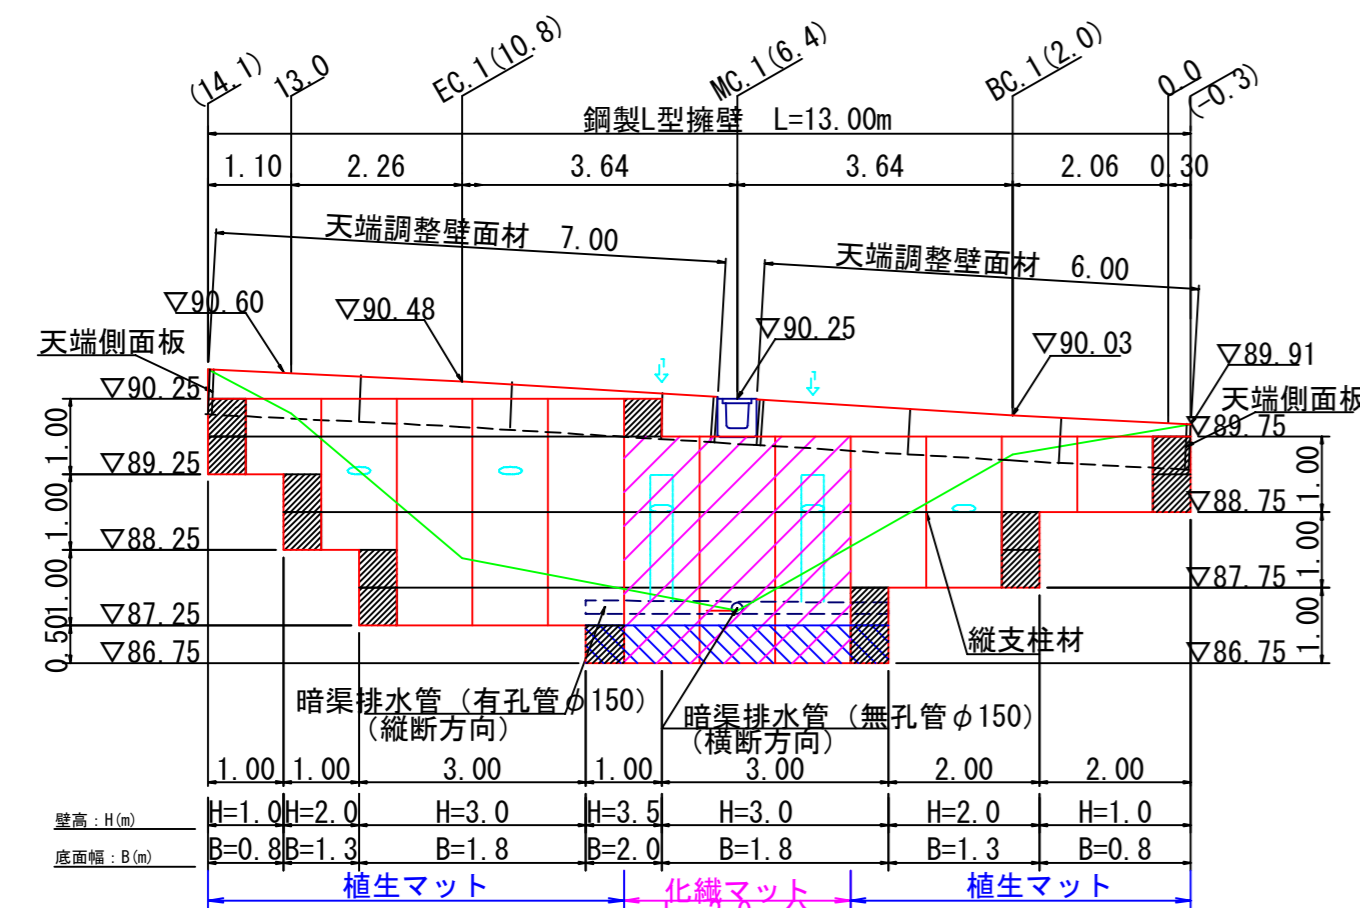 (14.1)
13.0
EC.1(10.8)
MC.1(6.4)
BC.1(2.0)
0.0
(-0.3)
鋼製L型擁壁 L=13.00m
1.10 2.26 3.64 3.64 2.06 0.30
天端調整壁面材 7.00
天端調整壁面材 6.00
▽90.60
▽90.48
▽90.25
▽90.03
▽89.91
天端側面板
天端側面板
▽90.25
▽89.25
▽88.25
▽87.25
▽86.75
1.00
1.00
1.00
0.50
▽89.75
▽88.75
▽87.75
▽86.75
1.00
1.00
1.00
縦支柱材
暗渠排水管（有孔管φ150）
（縦断方向）
暗渠排水管（無孔管φ150）
（横断方向）
1.00 1.00 3.00 1.00 3.00 2.00 2.00
壁高：H(m) H=1.0 H=2.0 H=3.0 H=3.5 H=3.0 H=2.0 H=1.0
底面幅：B(m) B=0.8 B=1.3 B=1.8 B=2.0 B=1.8 B=1.3 B=0.8
植生マット 化繊マット 植生マット